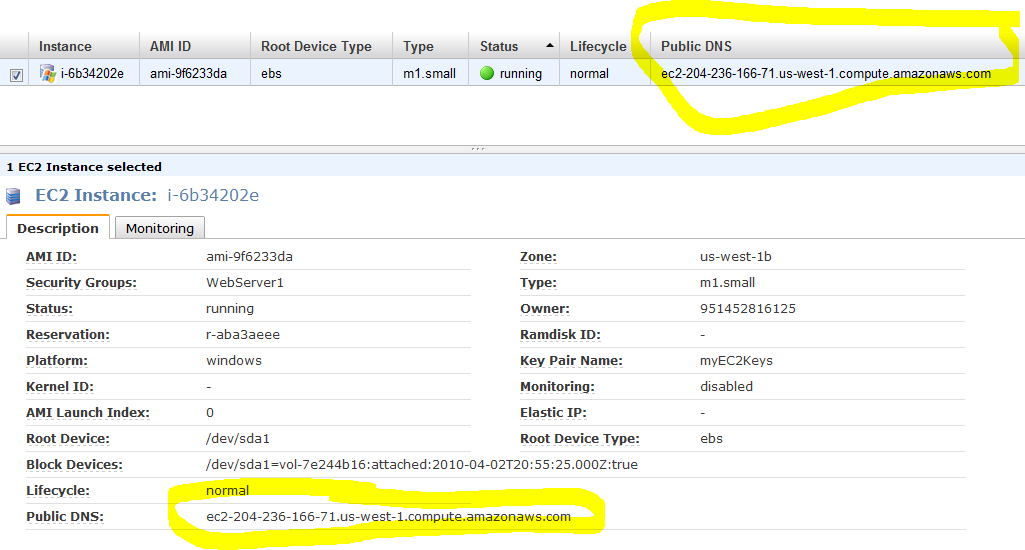 Instance AMI ID Root Device Type Type Status Lifecycle Public DNS
i-6b34202e ami-9f6233da ebs m1.small running normal ec2-204-236-166-71.us-west-1.compute.amazonaws.com
1 EC2 Instance selected
EC2 Instance: i-6b34202e
Description Monitoring
AMI ID: ami-9f6233da Zone: us-west-1b
Security Groups: WebServer1 Type: m1.small
Status: running Owner: 951452816125
Reservation: r-aba3aeee Ramdisk ID: -
Platform: windows Key Pair Name: myEC2Keys
Kernel ID: - Monitoring: disabled
AMI Launch Index: 0 Elastic IP: -
Root Device: /dev/sda1 Root Device Type: ebs
Block Devices: /dev/sda1=vol-7e244b16:attached:2010-04-02T20:55:25.000Z:true
Lifecycle: normal
Public DNS: ec2-204-236-166-71.us-west-1.compute.amazonaws.com